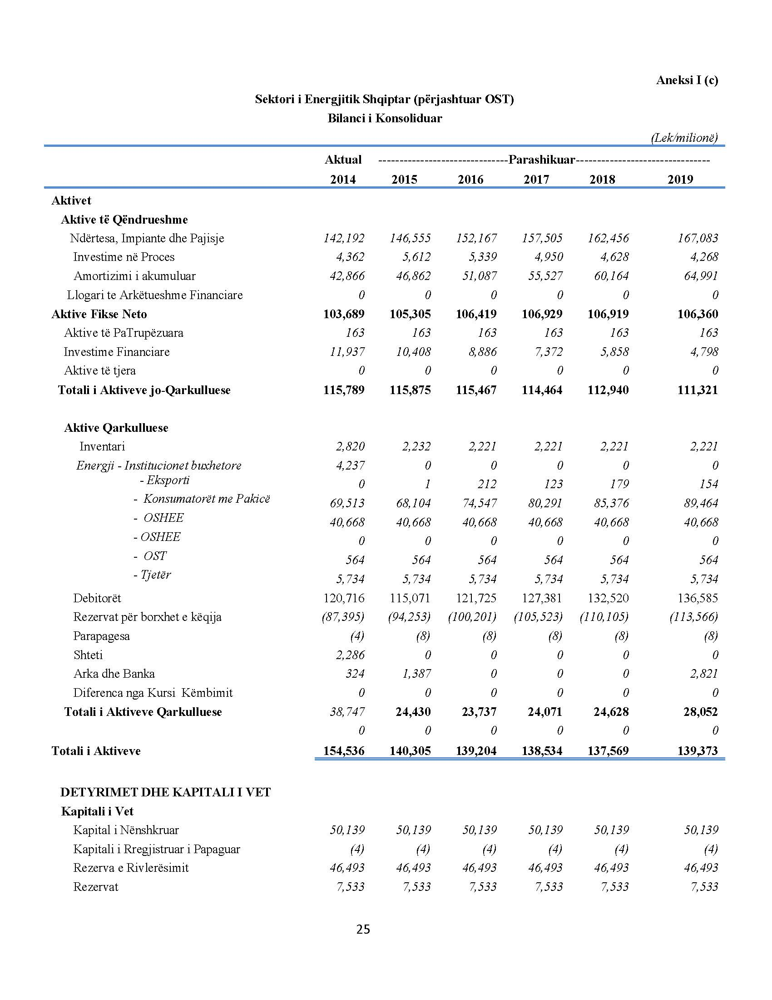 Aneksi I (c)
Sektori i Energjitik Shqiptar (përjashtuar OST)
Bilanci i Konsoliduar
(Lek/milionë)
Aktual -------------------------------Parashikuar--------------------------------
2014 2015 2016 2017 2018 2019
Aktivet
Aktive të Qëndrueshme
Ndërtesa, Impiante dhe Pajisje 142,192 146,555 152,167 157,505 162,456 167,083
Investime në Proces 4,362 5,612 5,339 4,950 4,628 4,268
Amortizimi i akumuluar 42,866 46,862 51,087 55,527 60,164 64,991
Llogari te Arkëtueshme Financiare 0 0 0 0 0 0
Aktive Fikse Neto 103,689 105,305 106,419 106,929 106,919 106,360
Aktive të PaTrupëzuara 163 163 163 163 163 163
Investime Financiare 11,937 10,408 8,886 7,372 5,858 4,798
Aktive të tjera 0 0 0 0 0 0
Totali i Aktiveve jo-Qarkulluese 115,789 115,875 115,467 114,464 112,940 111,321
Aktive Qarkulluese
Inventari 2,820 2,232 2,221 2,221 2,221 2,221
Energji - Institucionet buxhetore 4,237 0 0 0 0 0
- Eksporti 0 1 212 123 179 154
- Konsumatorët me Pakicë 69,513 68,104 74,547 80,291 85,376 89,464
- OSHEE 40,668 40,668 40,668 40,668 40,668 40,668
- OSHEE 0 0 0 0 0 0
- OST 564 564 564 564 564 564
- Tjetër 5,734 5,734 5,734 5,734 5,734 5,734
Debitorët 120,716 115,071 121,725 127,381 132,520 136,585
Rezervat për borxhet e këqija (87,395) (94,253) (100,201) (105,523) (110,105) (113,566)
Parapagesa (4) (8) (8) (8) (8) (8)
Shteti 2,286 0 0 0 0 0
Arka dhe Banka 324 1,387 0 0 0 2,821
Diferenca nga Kursi Këmbimit 0 0 0 0 0 0
Totali i Aktiveve Qarkulluese 38,747 24,430 23,737 24,071 24,628 28,052
0 0 0 0 0 0
Totali i Aktiveve 154,536 140,305 139,204 138,534 137,569 139,373
DETYRIMET DHE KAPITALI I VET
Kapitali i Vet
Kapital i Nënshkruar 50,139 50,139 50,139 50,139 50,139 50,139
Kapitali i Rregjistruar i Papaguar (4) (4) (4) (4) (4) (4)
Rezerva e Rivlerësimit 46,493 46,493 46,493 46,493 46,493 46,493
Rezervat 7,533 7,533 7,533 7,533 7,533 7,533
25